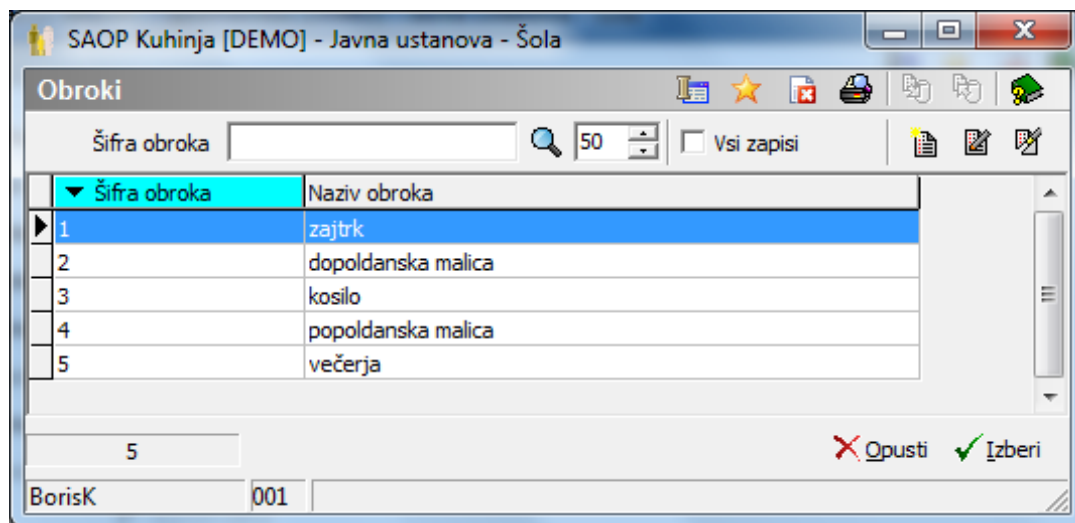 SAOP Kuhinja [DEMO] - Javna ustanova - Šola
Obroki
Šifra obroka 50 Vsi zapisi
Šifra obroka Naziv obroka
1 zajtrk
2 dopoldanska malica
3 kosilo
4 popoldanska malica
5 večerja
5 Opusti Izberi
BorisK 001